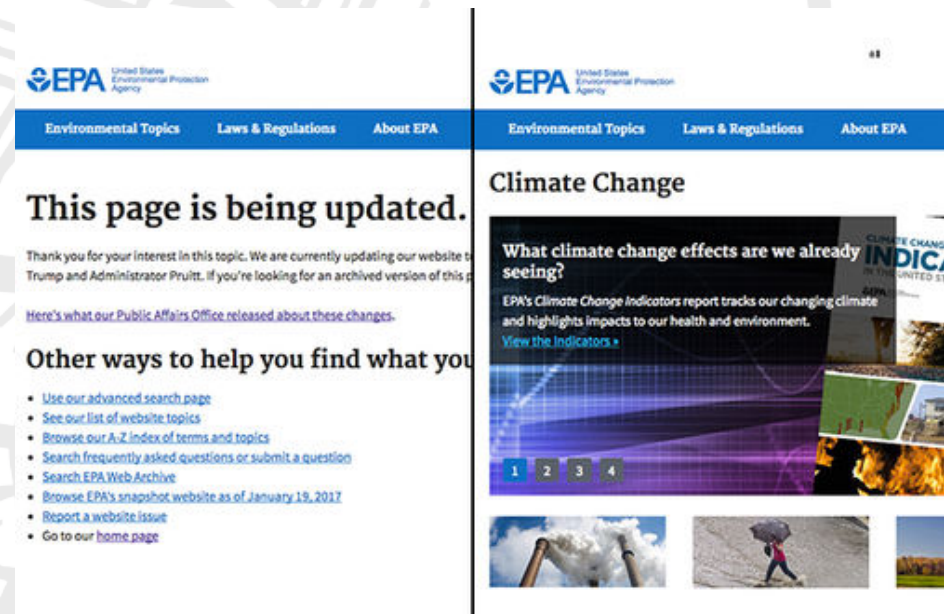 EPA United States
Environmental Protection
Agency
Environmental Topics Laws & Regulations About EPA
This page is being updated.
Thank you for your interest in this topic. We are currently updating our website t
Trump and Administrator Pruitt. If you're looking for an archived version of this p
Here's what our Public Affairs Office released about these changes.
Other ways to help you find what you
Use our advanced search page
See our list of website topics
Browse our A-Z index of terms and topics
Search frequently asked questions or submit a question
Search EPA Web Archive
Browse EPA's snapshot website as of January 19, 2017
Report a website issue
Go to our home page
EPA United States
Environmental Protection
Agency
Environmental Topics Laws & Regulations About EPA
Climate Change
What climate change effects are we already
seeing?
EPA's Climate Change Indicators report tracks our changing climate
and highlights impacts to our health and environment.
View the Indicators »
1 2 3 4
CLIMATE CHANG
INDICA
IN THE UNITED ST
EPA